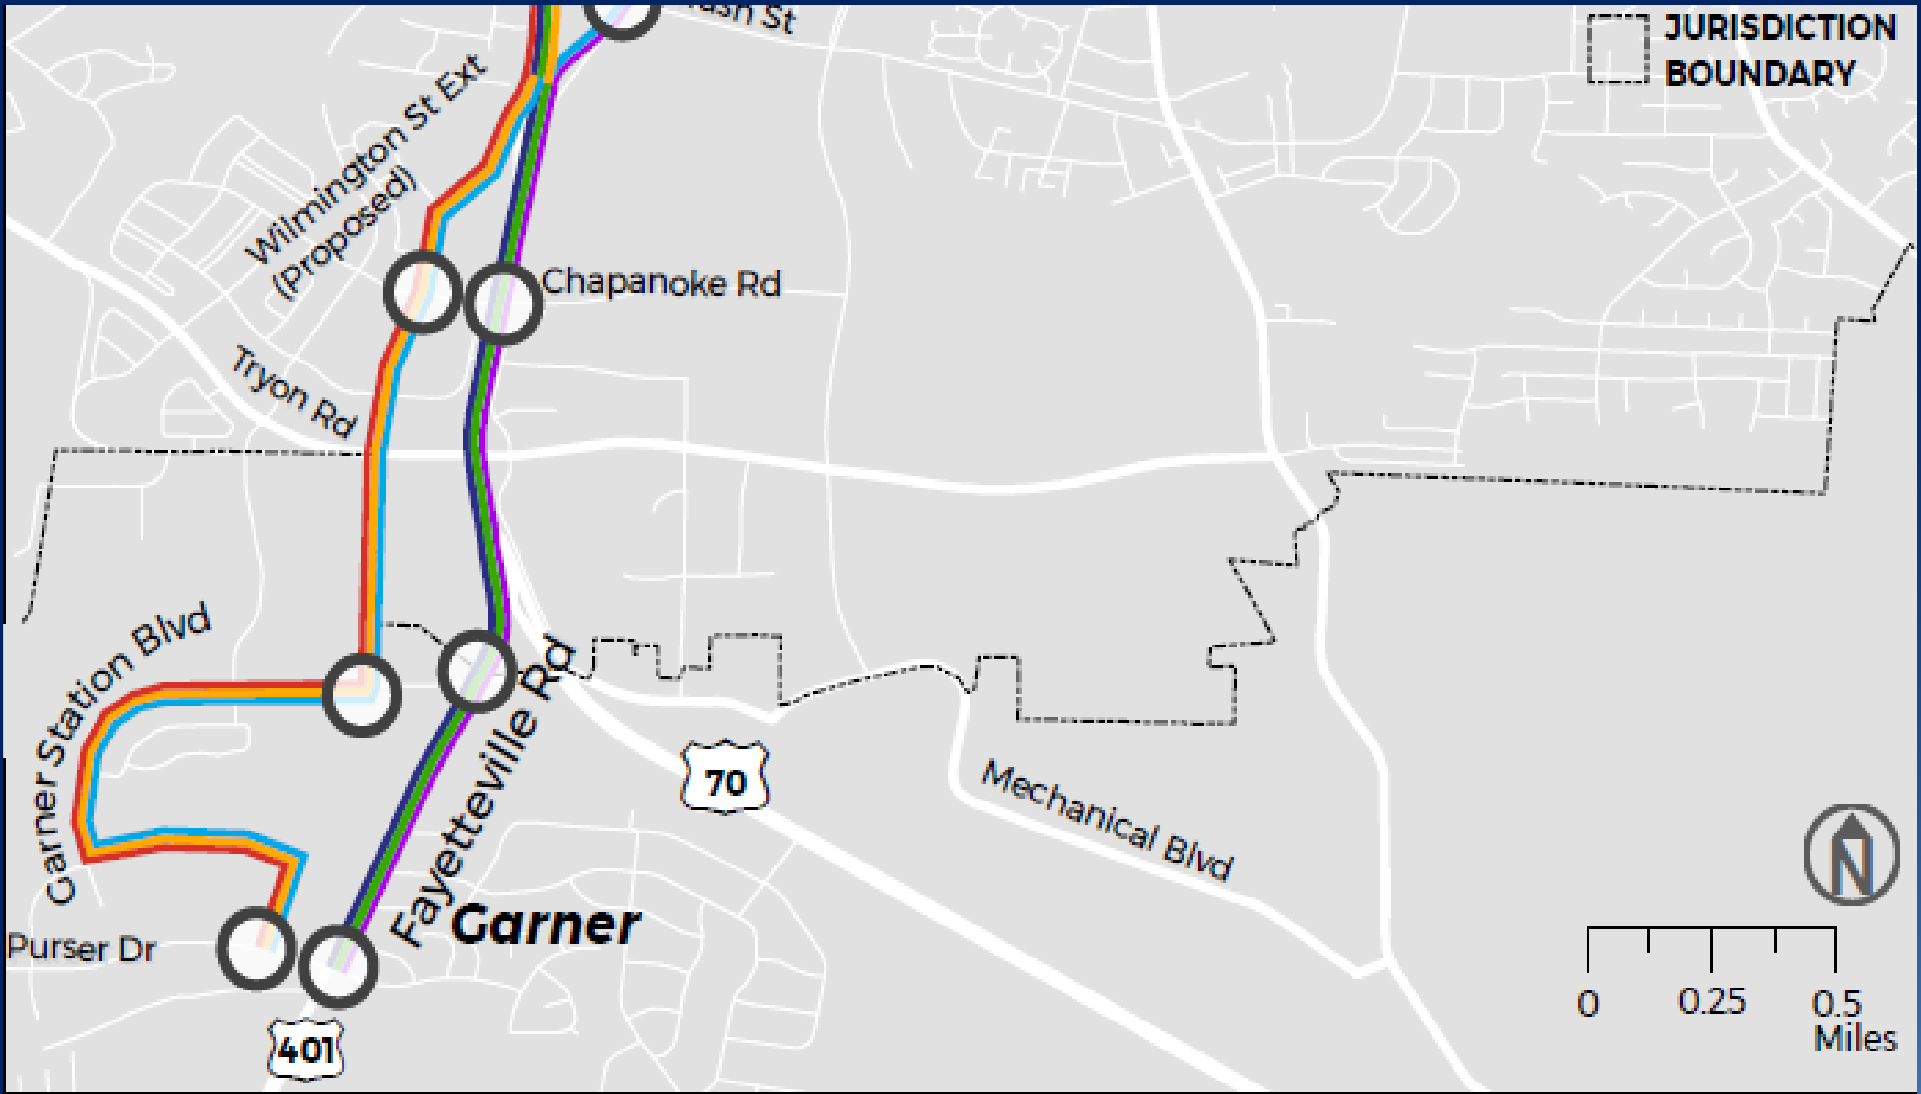 St
JURISDICTION
BOUNDARY
Wilmington St Ext
(Proposed)
Chapanoke Rd
Tryon Rd
Garner Station Blvd
Fayetteville Rd
70
Mechanical Blvd
Garner
Purser Dr
401
N
0 0.25 0.5
Miles